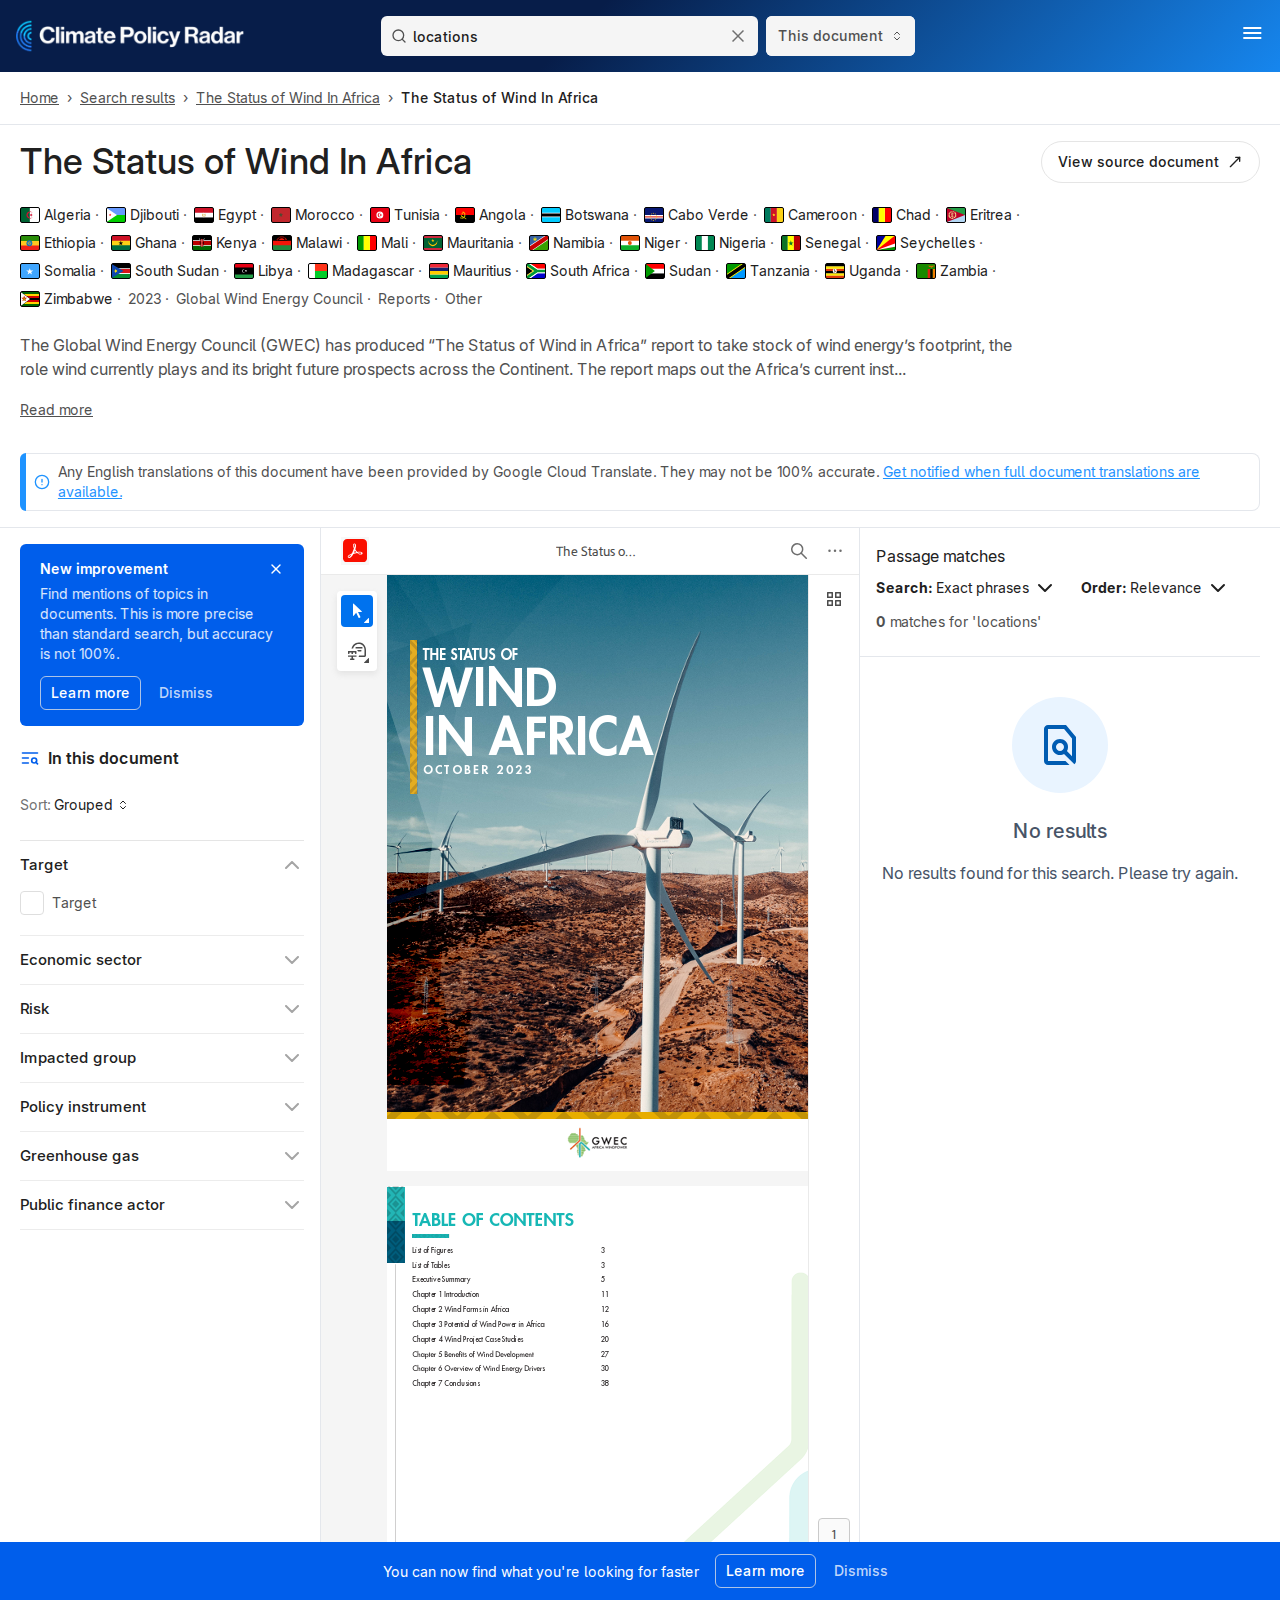 Climate Policy Radar
locations
This document
Home › Search results › The Status of Wind In Africa › The Status of Wind In Africa
The Status of Wind In Africa
View source document
Algeria · Djibouti · Egypt · Morocco · Tunisia · Angola · Botswana · Cabo Verde · Cameroon · Chad · Eritrea ·
Ethiopia · Ghana · Kenya · Malawi · Mali · Mauritania · Namibia · Niger · Nigeria · Senegal · Seychelles ·
Somalia · South Sudan · Libya · Madagascar · Mauritius · South Africa · Sudan · Tanzania · Uganda · Zambia ·
Zimbabwe · 2023 · Global Wind Energy Council · Reports · Other
The Global Wind Energy Council (GWEC) has produced “The Status of Wind in Africa” report to take stock of wind energy’s footprint, the
role wind currently plays and its bright future prospects across the Continent. The report maps out the Africa’s current inst...
Read more
Any English translations of this document have been provided by Google Cloud Translate. They may not be 100% accurate. Get notified when full document translations are
available.
New improvement
Find mentions of topics in
documents. This is more precise
than standard search, but accuracy
is not 100%.
Learn more
Dismiss
In this document
Sort: Grouped
Target
Target
Economic sector
Risk
Impacted group
Policy instrument
Greenhouse gas
Public finance actor
The Status o...
THE STATUS OF
WIND
IN AFRICA
OCTOBER 2023
GWEC
AFRICA WINDPOWER
TABLE OF CONTENTS
List of Figures 3
List of Tables 3
Executive Summary 5
Chapter 1 Introduction 11
Chapter 2 Wind Farms in Africa 12
Chapter 3 Potential of Wind Power in Africa 16
Chapter 4 Wind Project Case Studies 20
Chapter 5 Benefits of Wind Development 27
Chapter 6 Overview of Wind Energy Drivers 30
Chapter 7 Conclusions 38
1
Passage matches
Search: Exact phrases
Order: Relevance
0 matches for 'locations'
No results
No results found for this search. Please try again.
You can now find what you're looking for faster
Learn more
Dismiss